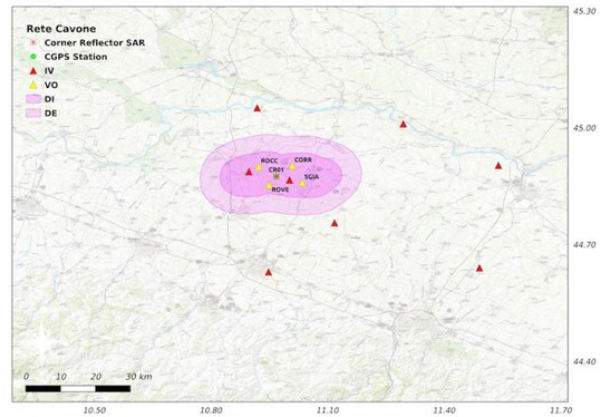 Rete Cavone
Corner Reflector SAR
CGPS Station
IV
VO
DI
DE
45.30
45.00
44.70
44.40
ROCC
CORR
CR01
SGIA
ROVE
0 10 20 30 km
10.50 10.80 11.10 11.40 11.70